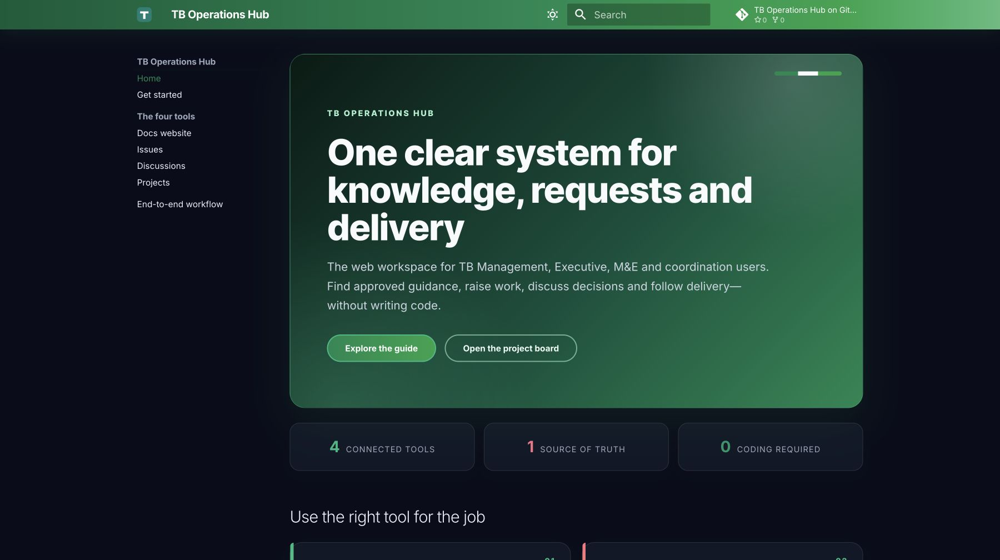 T
TB Operations Hub
Search
TB Operations Hub on Git...
0 0
TB Operations Hub
Home
Get started
The four tools
Docs website
Issues
Discussions
Projects
End-to-end workflow
TB OPERATIONS HUB
One clear system for
knowledge, requests and
delivery
The web workspace for TB Management, Executive, M&E and coordination users.
Find approved guidance, raise work, discuss decisions and follow delivery—
without writing code.
Explore the guide
Open the project board
4 CONNECTED TOOLS
1 SOURCE OF TRUTH
0 CODING REQUIRED
Use the right tool for the job